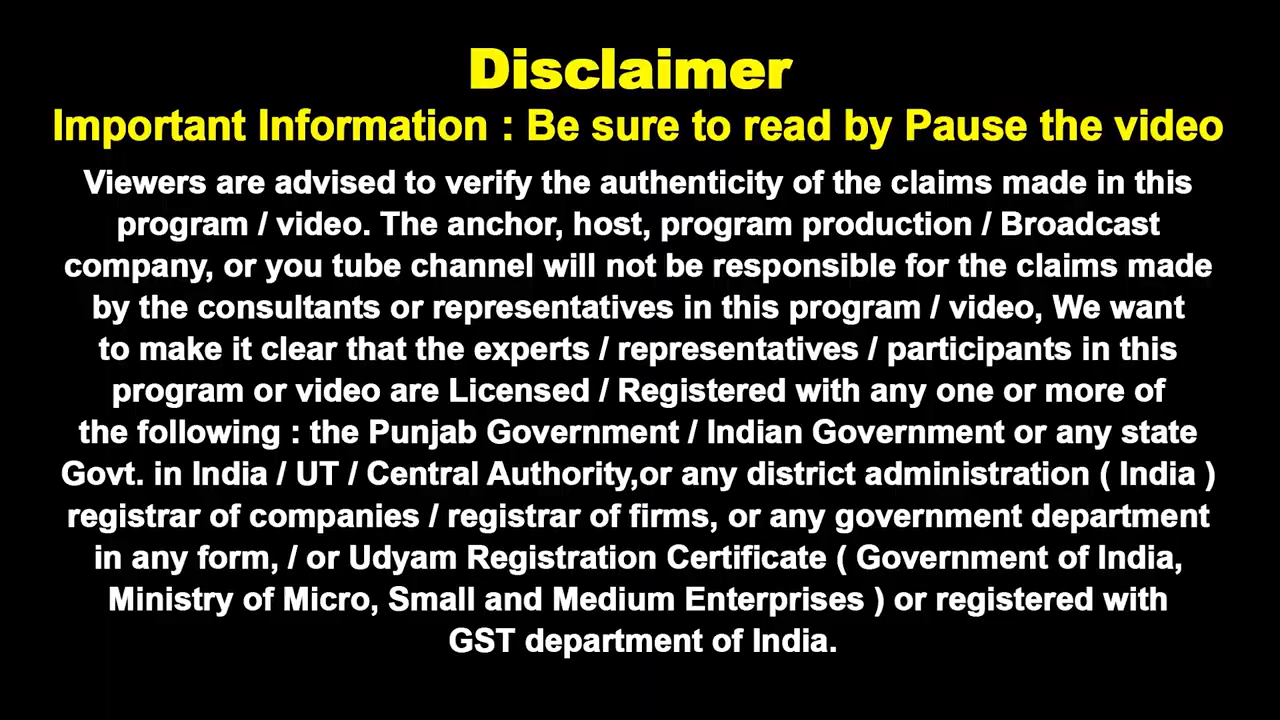 Disclaimer
Important Information : Be sure to read by Pause the video
Viewers are advised to verify the authenticity of the claims made in this
program / video. The anchor, host, program production / Broadcast
company, or you tube channel will not be responsible for the claims made
by the consultants or representatives in this program / video, We want
to make it clear that the experts / representatives / participants in this
program or video are Licensed / Registered with any one or more of
the following : the Punjab Government / Indian Government or any state
Govt. in India / UT / Central Authority,or any district administration ( India )
registrar of companies / registrar of firms, or any government department
in any form, / or Udyam Registration Certificate ( Government of India,
Ministry of Micro, Small and Medium Enterprises ) or registered with
GST department of India.